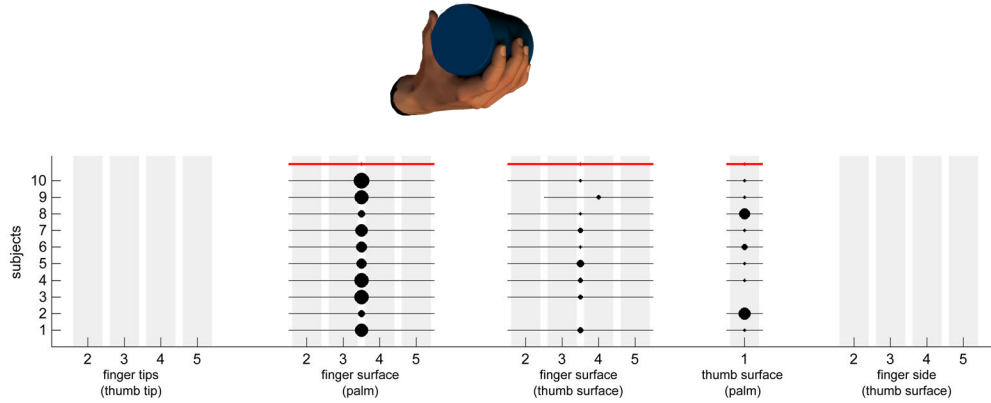 10
9
8
7
6
5
4
3
2
1
subjects
2 3 4 5 2 3 4 5 2 3 4 5 1 2 3 4 5
finger tips finger surface finger surface thumb surface finger side
(thumb tip) (palm) (thumb surface) (palm) (thumb surface)